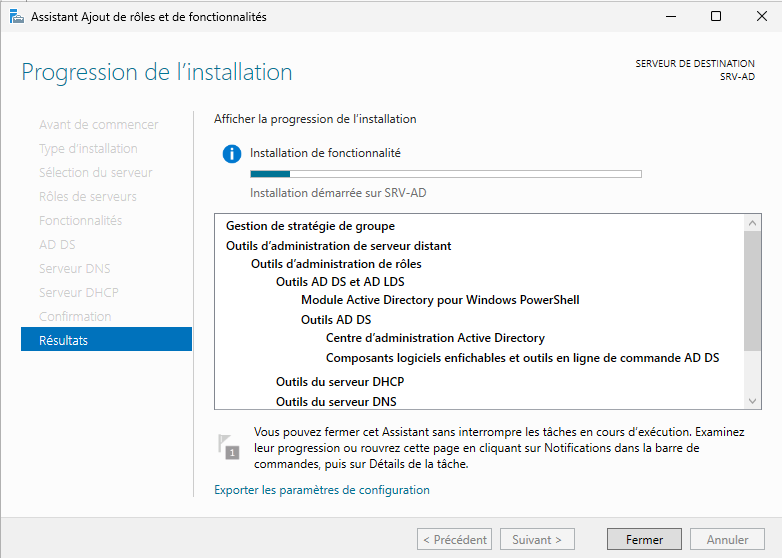 Assistant Ajout de rôles et de fonctionnalités
Progression de l'installation
SERVEUR DE DESTINATION
SRV-AD
Avant de commencer
Type d'installation
Sélection du serveur
Rôles de serveurs
Fonctionnalités
AD DS
Serveur DNS
Serveur DHCP
Confirmation
Résultats
Afficher la progression de l'installation
Installation de fonctionnalité
Installation démarrée sur SRV-AD
Gestion de stratégie de groupe
Outils d'administration de serveur distant
Outils d'administration de rôles
Outils AD DS et AD LDS
Module Active Directory pour Windows PowerShell
Outils AD DS
Centre d'administration Active Directory
Composants logiciels enfichables et outils en ligne de commande AD DS
Outils du serveur DHCP
Outils du serveur DNS
1
Vous pouvez fermer cet Assistant sans interrompre les tâches en cours d'exécution. Examinez
leur progression ou rouvrez cette page en cliquant sur Notifications dans la barre de
commandes, puis sur Détails de la tâche.
Exporter les paramètres de configuration
< Précédent
Suivant >
Fermer
Annuler